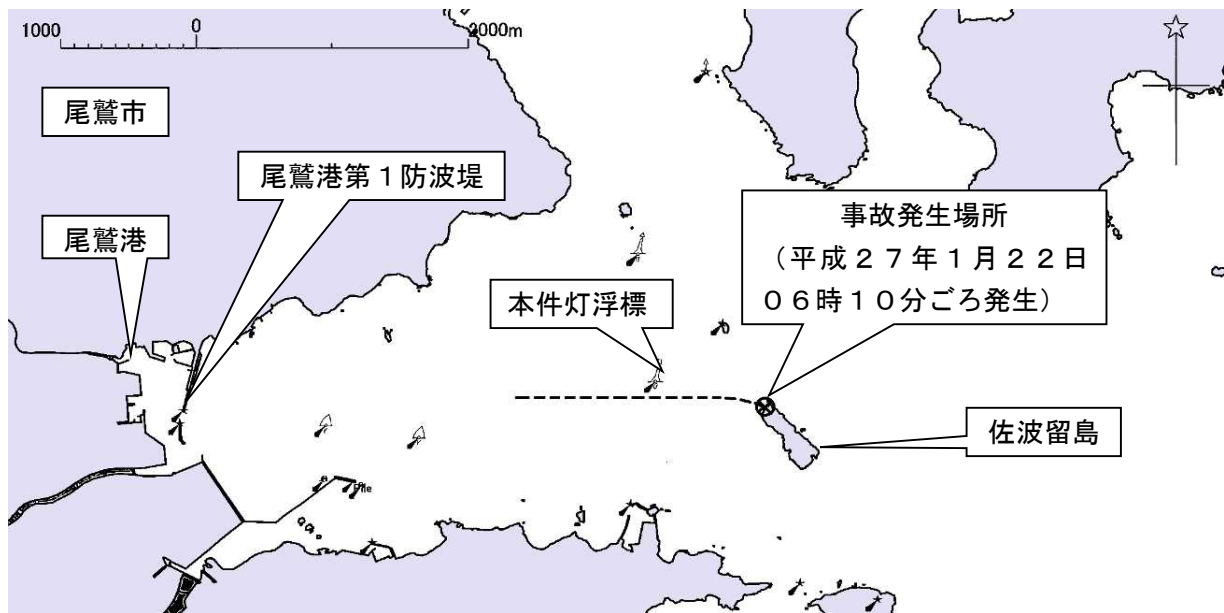 1000 0 2000m
尾鷲市
尾鷲港第１防波堤
尾鷲港
本件灯浮標
事故発生場所
（平成２７年１月２２日
０６時１０分ごろ発生）
佐波留島